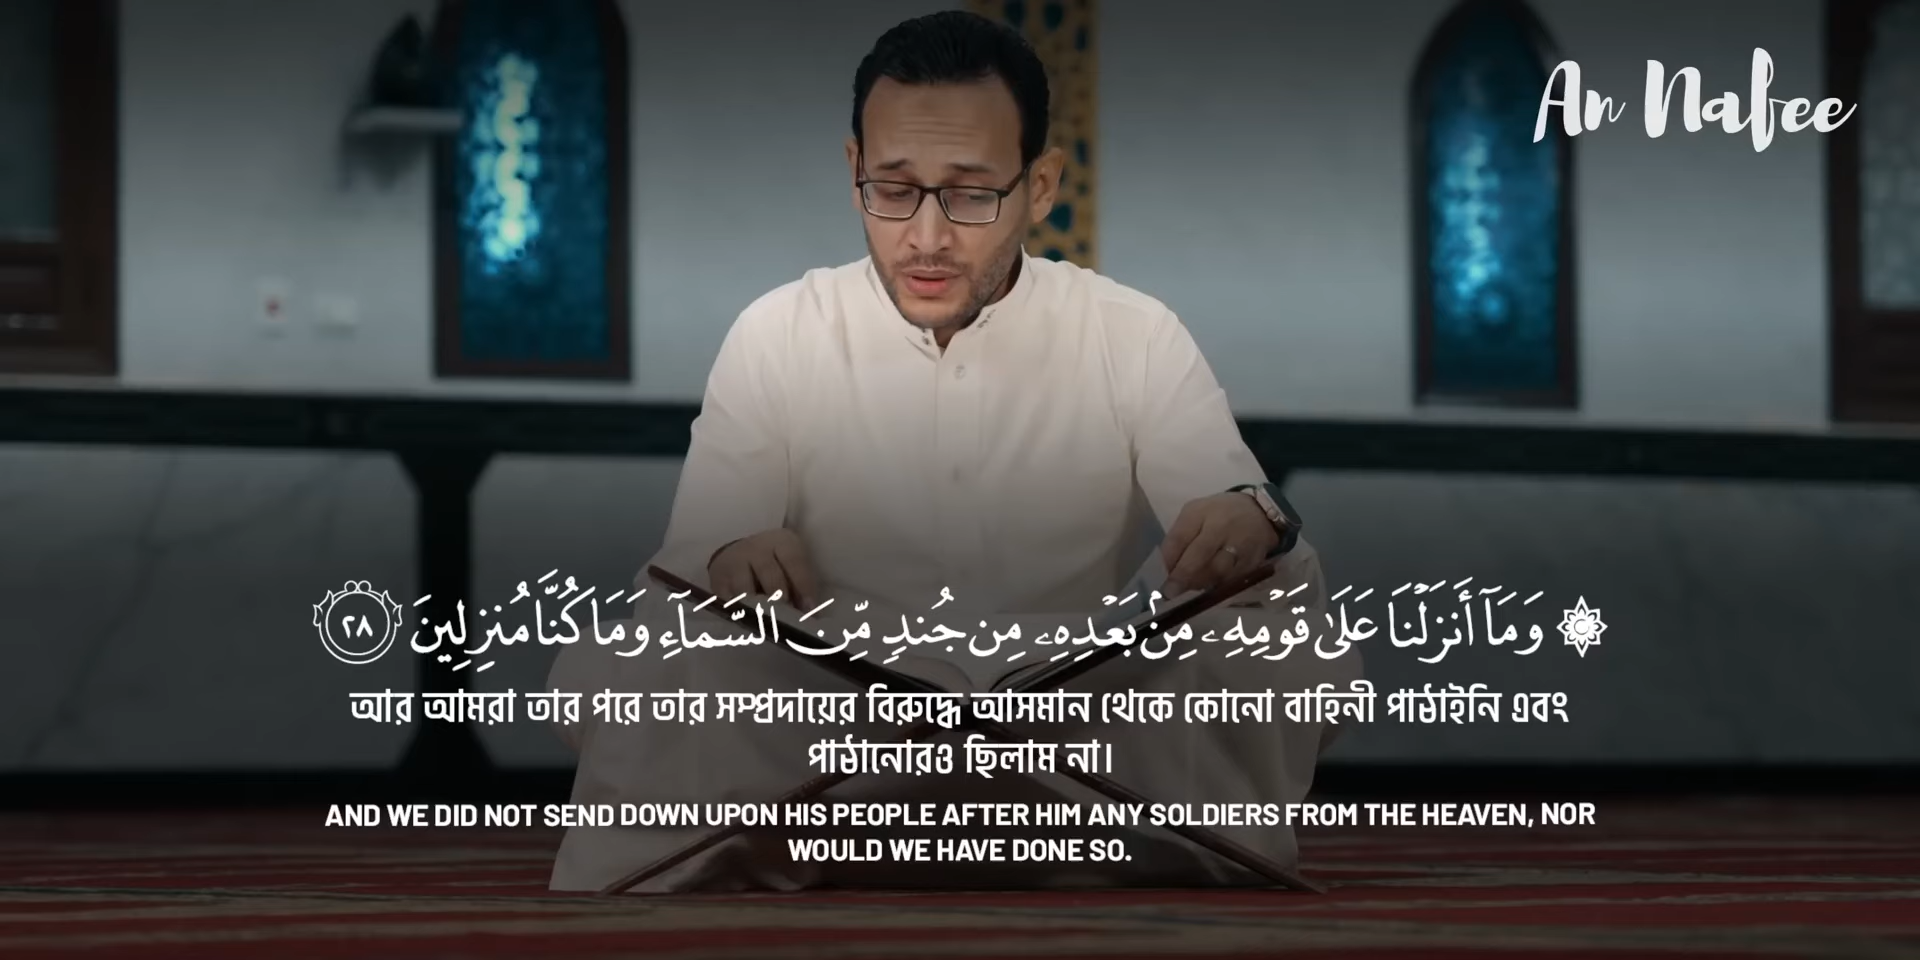 An Nafee
۞ وَمَآ أَنزَلْنَا عَلَىٰ قَوْمِهِۦ مِنۢ بَعْدِهِۦ مِن جُندٍ مِّنَ ٱلسَّمَآءِ وَمَا كُنَّا مُنزِلِينَ ٢٨
আর আমরা তার পরে তার সম্প্রদায়ের বিরুদ্ধে আসমান থেকে কোনো বাহিনী পাঠাইনি এবং
পাঠানোরও ছিলাম না।
AND WE DID NOT SEND DOWN UPON HIS PEOPLE AFTER HIM ANY SOLDIERS FROM THE HEAVEN, NOR
WOULD WE HAVE DONE SO.